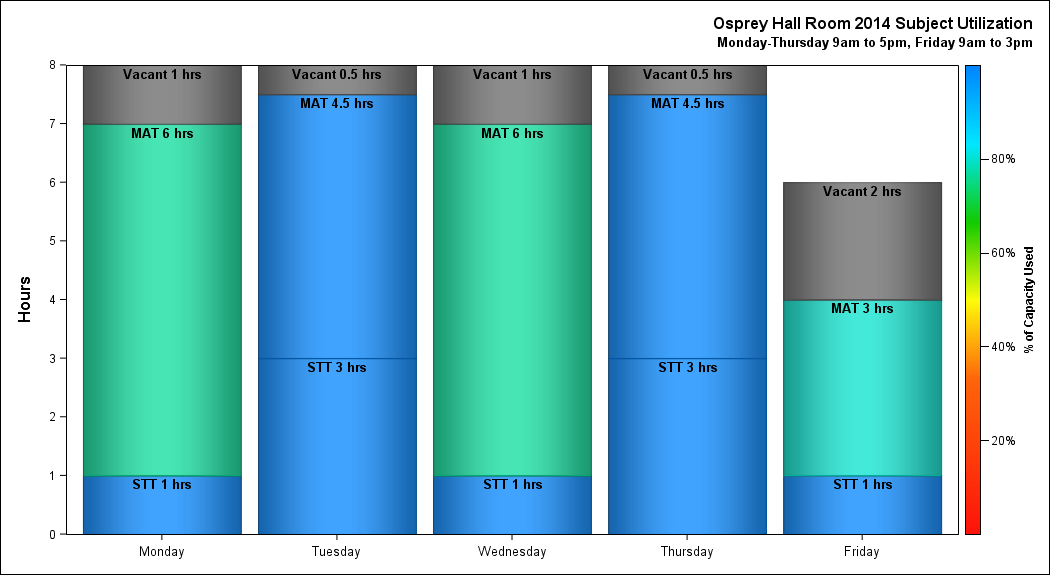 Osprey Hall Room 2014 Subject Utilization
Monday-Thursday 9am to 5pm, Friday 9am to 3pm
Hours
8
7
6
5
4
3
2
1
0
Vacant 1 hrs
MAT 6 hrs
STT 1 hrs
Vacant 0.5 hrs
MAT 4.5 hrs
STT 3 hrs
Vacant 1 hrs
MAT 6 hrs
STT 1 hrs
Vacant 0.5 hrs
MAT 4.5 hrs
STT 3 hrs
Vacant 2 hrs
MAT 3 hrs
STT 1 hrs
Monday
Tuesday
Wednesday
Thursday
Friday
80%
60%
40%
20%
% of Capacity Used